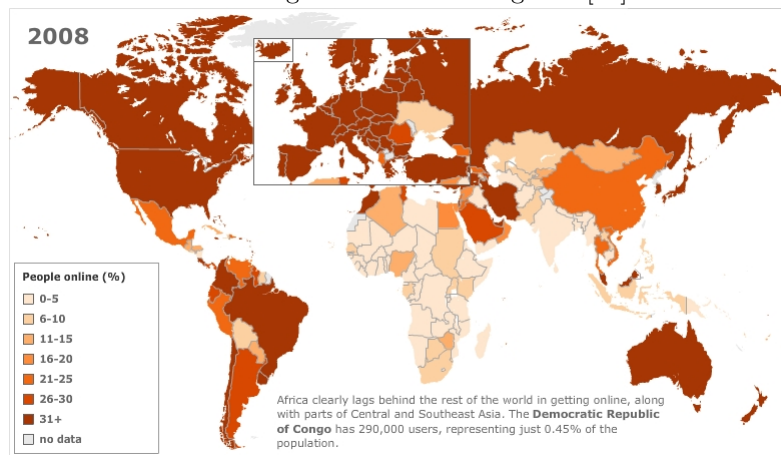 2008
People online (%)
0-5
6-10
11-15
16-20
21-25
26-30
31+
no data
Africa clearly lags behind the rest of the world in getting online, along
with parts of Central and Southeast Asia. The Democratic Republic
of Congo has 290,000 users, representing just 0.45% of the
population.